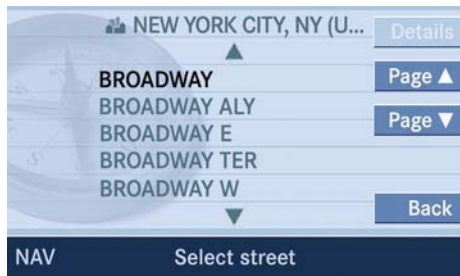 NEW YORK CITY, NY (U...
Details
BROADWAY
Page ▲
BROADWAY ALY
Page ▼
BROADWAY E
BROADWAY TER
BROADWAY W
Back
NAV Select street